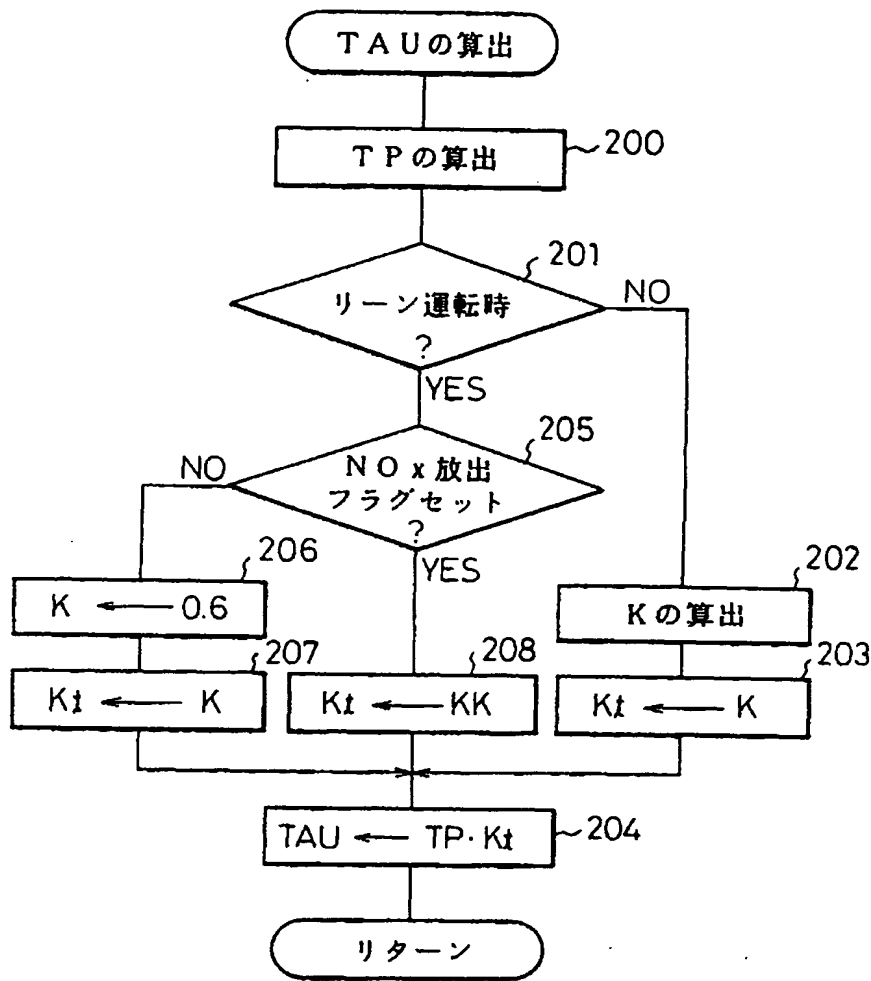 TAUの算出
TPの算出
200
201
リーン運転時
?
NO
YES
205
NOx放出
フラグセット
?
NO
YES
206
K ← 0.6
202
Kの算出
207
Kt ← K
208
Kt ← KK
203
Kt ← K
TAU ← TP·Kt
204
リターン